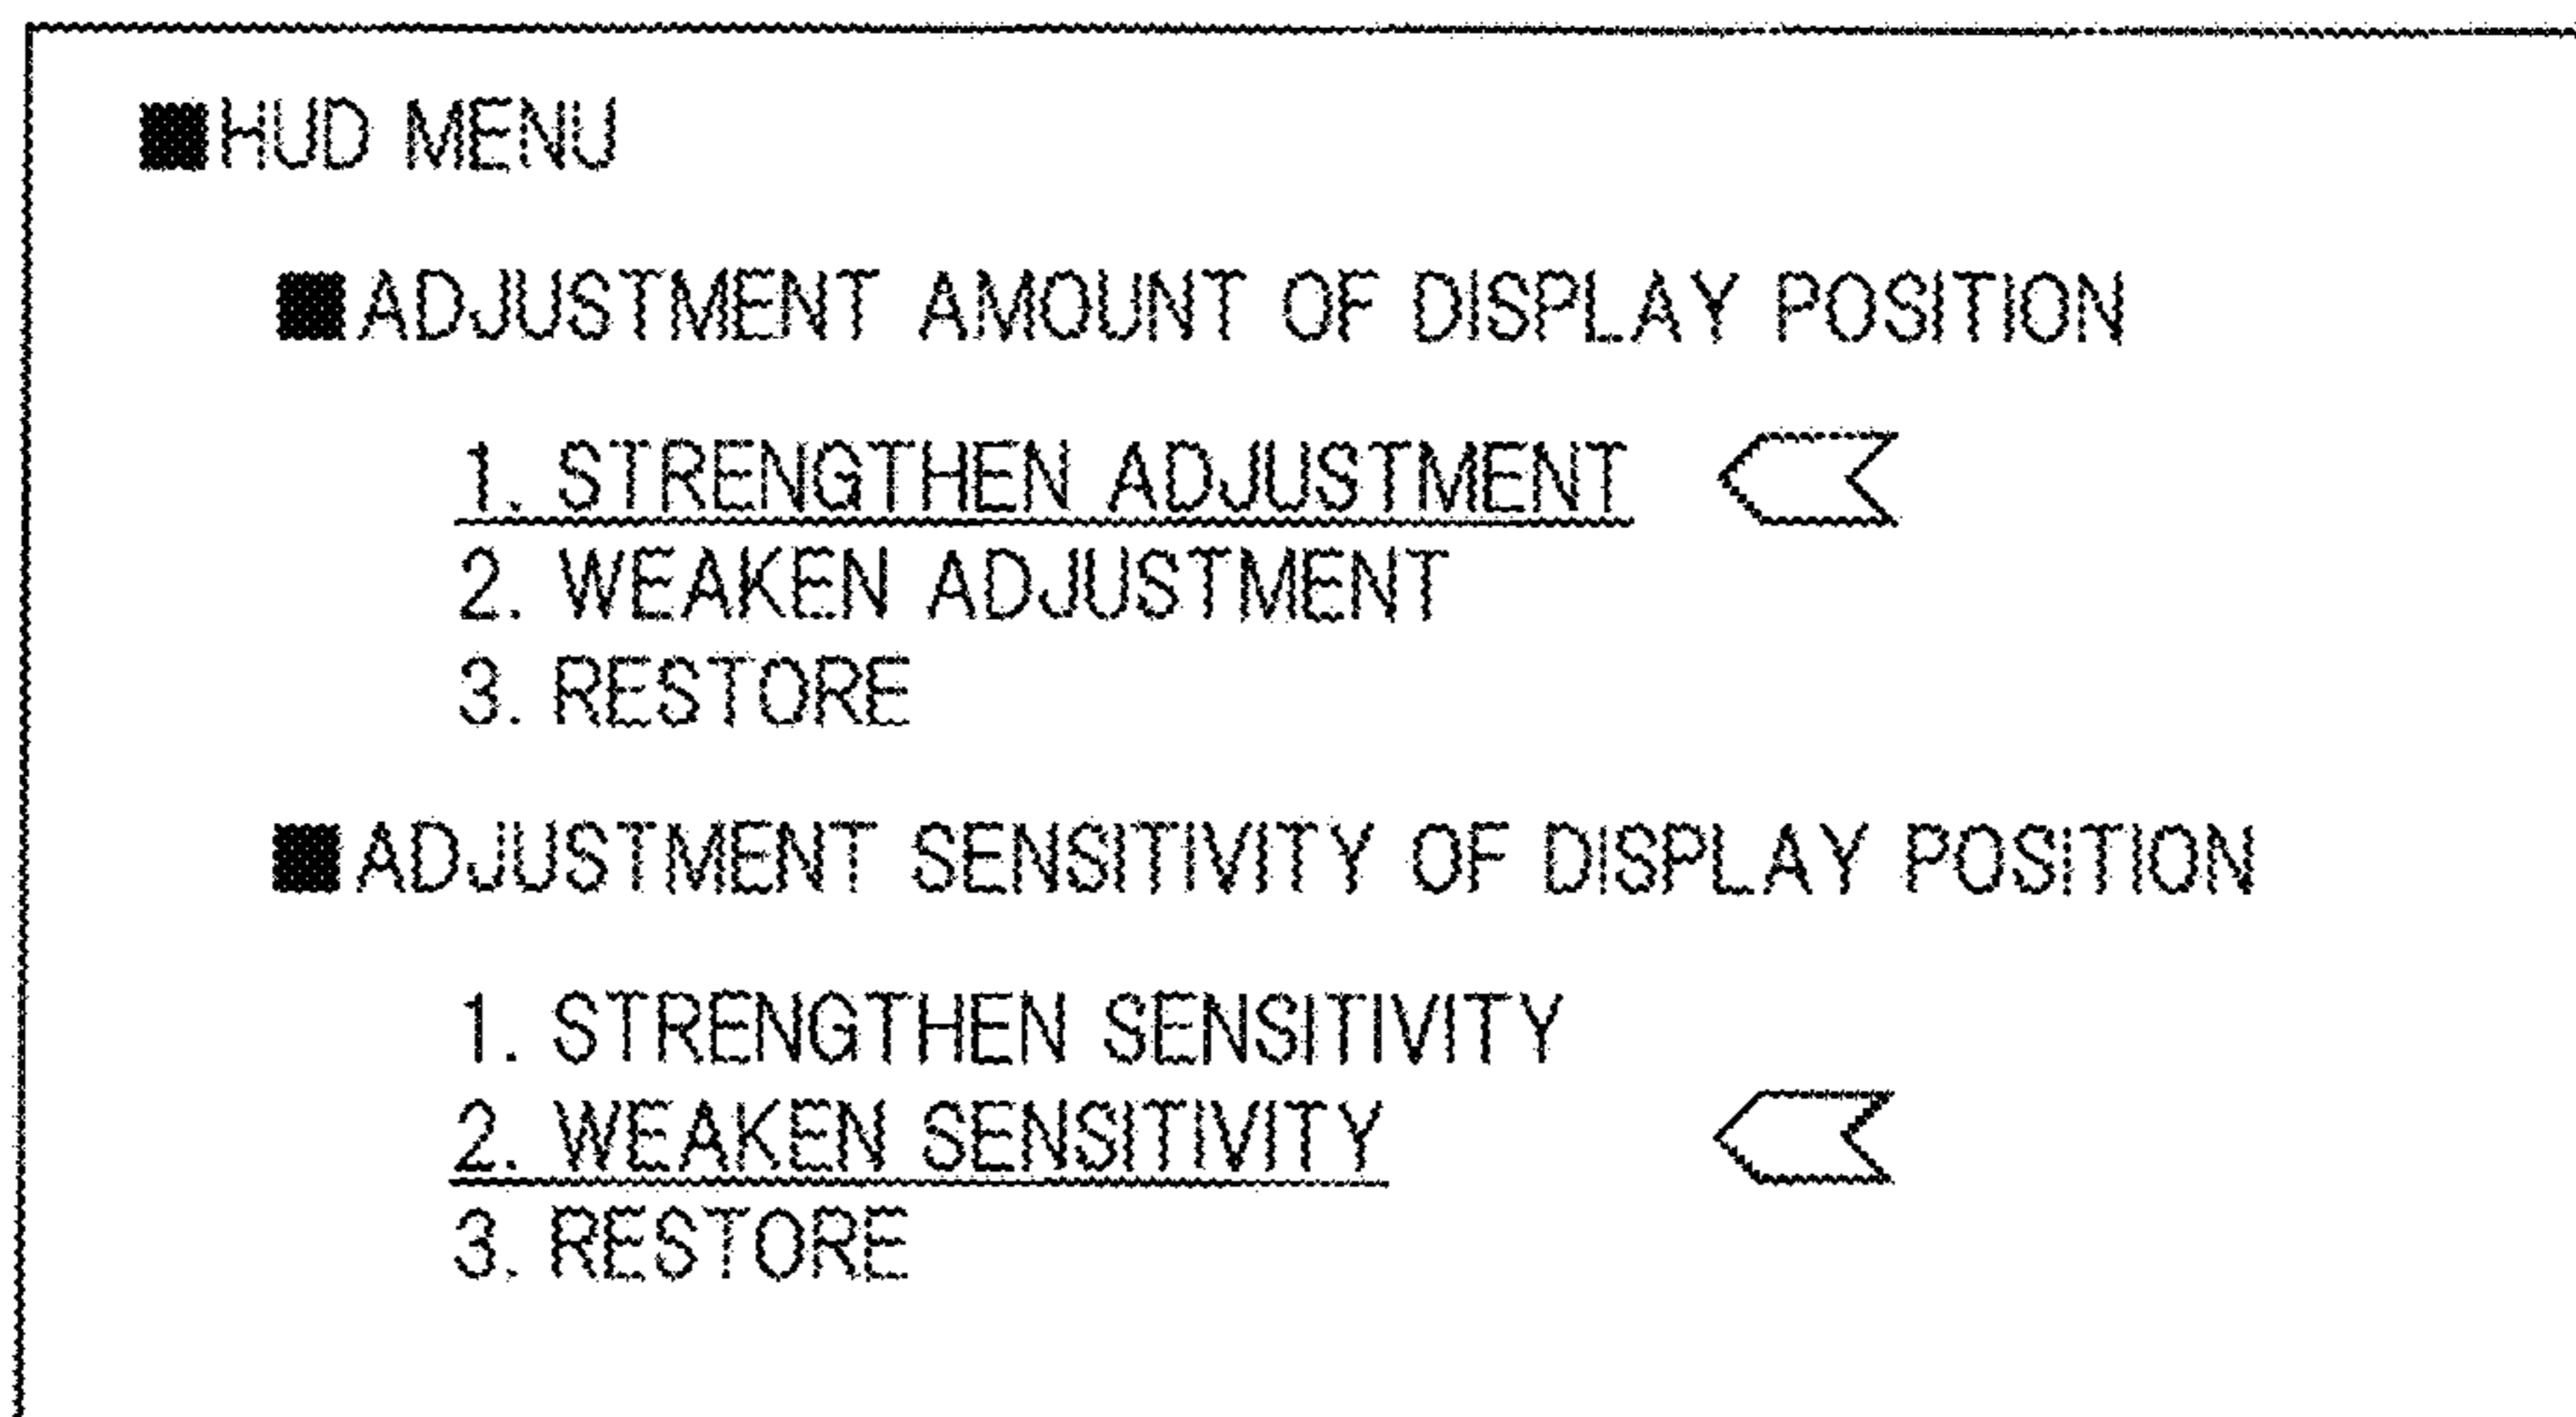 ■HUD MENU
■ADJUSTMENT AMOUNT OF DISPLAY POSITION
1. STRENGTHEN ADJUSTMENT
2. WEAKEN ADJUSTMENT
3. RESTORE
■ADJUSTMENT SENSITIVITY OF DISPLAY POSITION
1. STRENGTHEN SENSITIVITY
2. WEAKEN SENSITIVITY
3. RESTORE